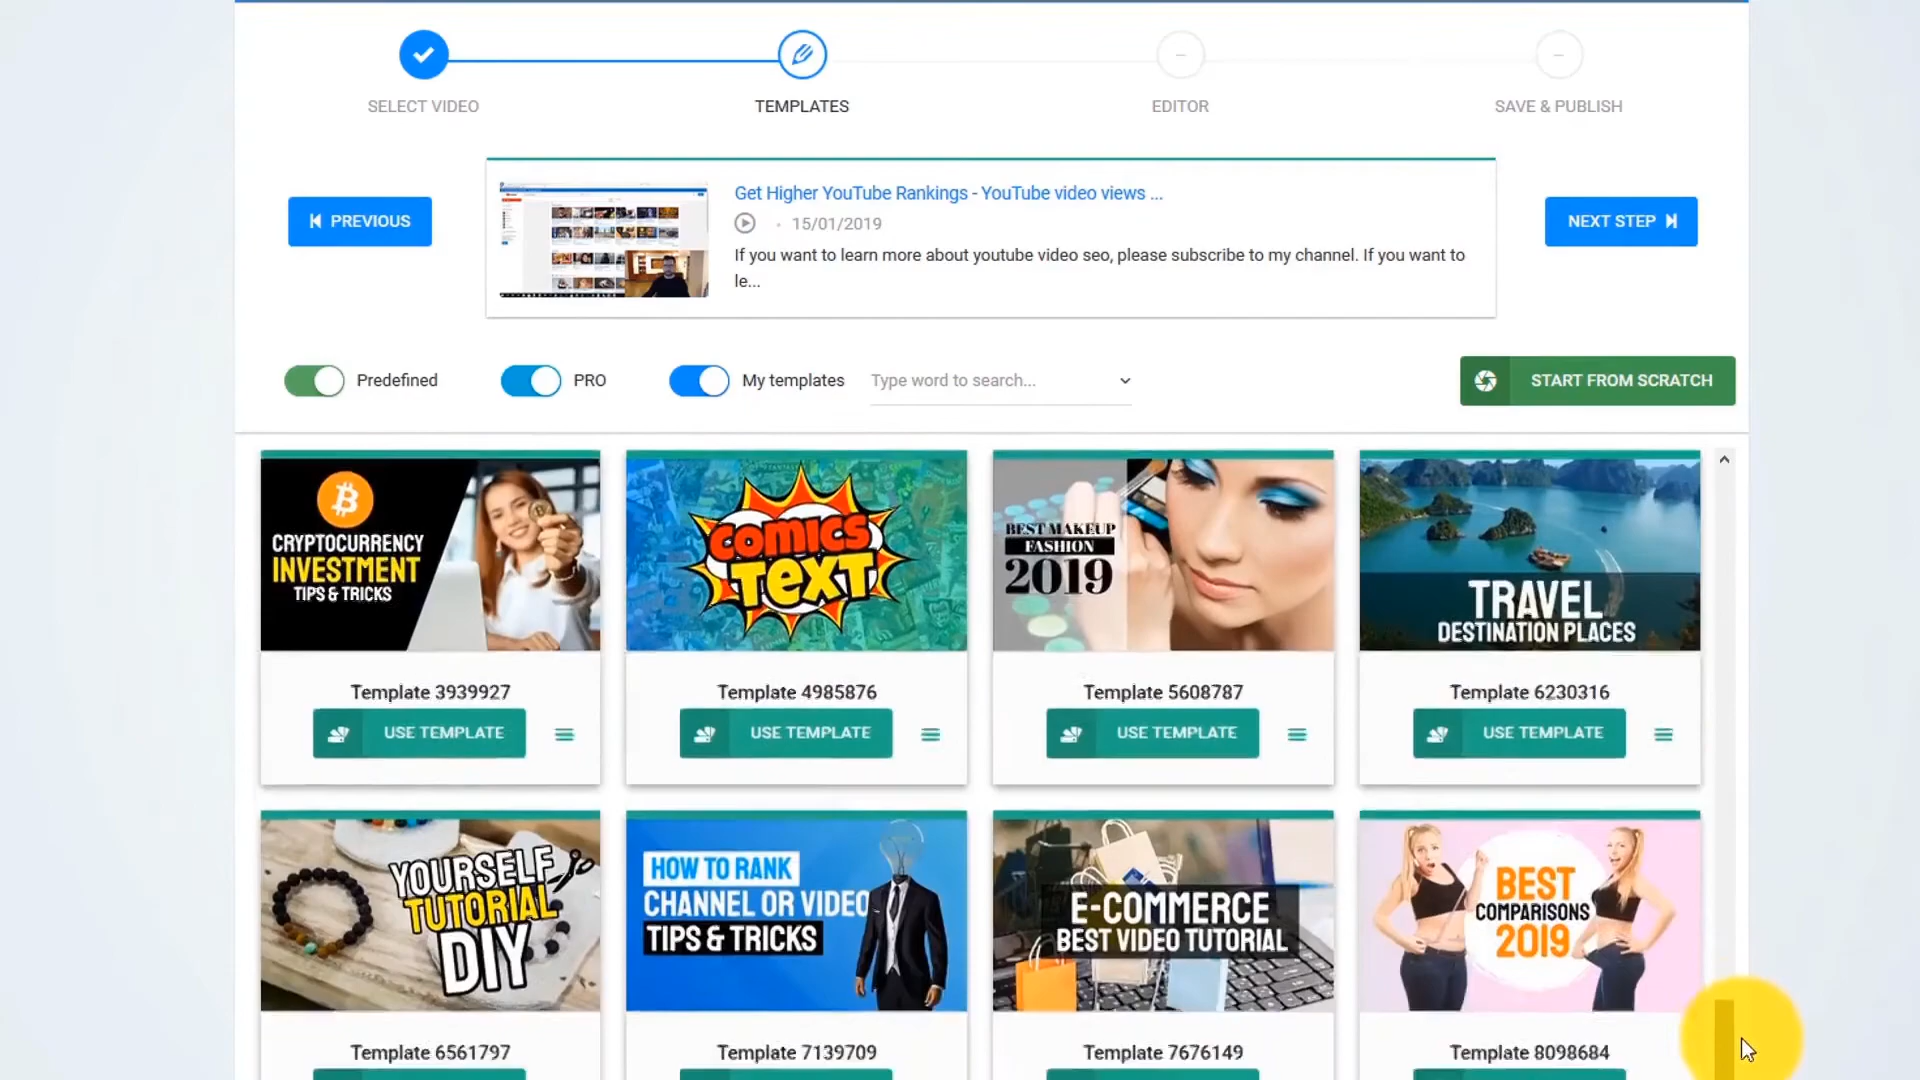 SELECT VIDEO
TEMPLATES
EDITOR
SAVE & PUBLISH
PREVIOUS
Get Higher YouTube Rankings - YouTube video views ...
15/01/2019
If you want to learn more about youtube video seo, please subscribe to my channel. If you want to
le...
NEXT STEP
Predefined
PRO
My templates
Type word to search...
START FROM SCRATCH
CRYPTOCURRENCY
INVESTMENT
TIPS & TRICKS
COMICS
TEXT
BEST MAKEUP
FASHION
2019
TRAVEL
DESTINATION PLACES
Template 3939927
Template 4985876
Template 5608787
Template 6230316
USE TEMPLATE
USE TEMPLATE
USE TEMPLATE
USE TEMPLATE
YOURSELF
TUTORIAL
DIY
HOW TO RANK
CHANNEL OR VIDEO
TIPS & TRICKS
E-COMMERCE
BEST VIDEO TUTORIAL
BEST
COMPARISONS
2019
Template 6561797
Template 7139709
Template 7676149
Template 8098684